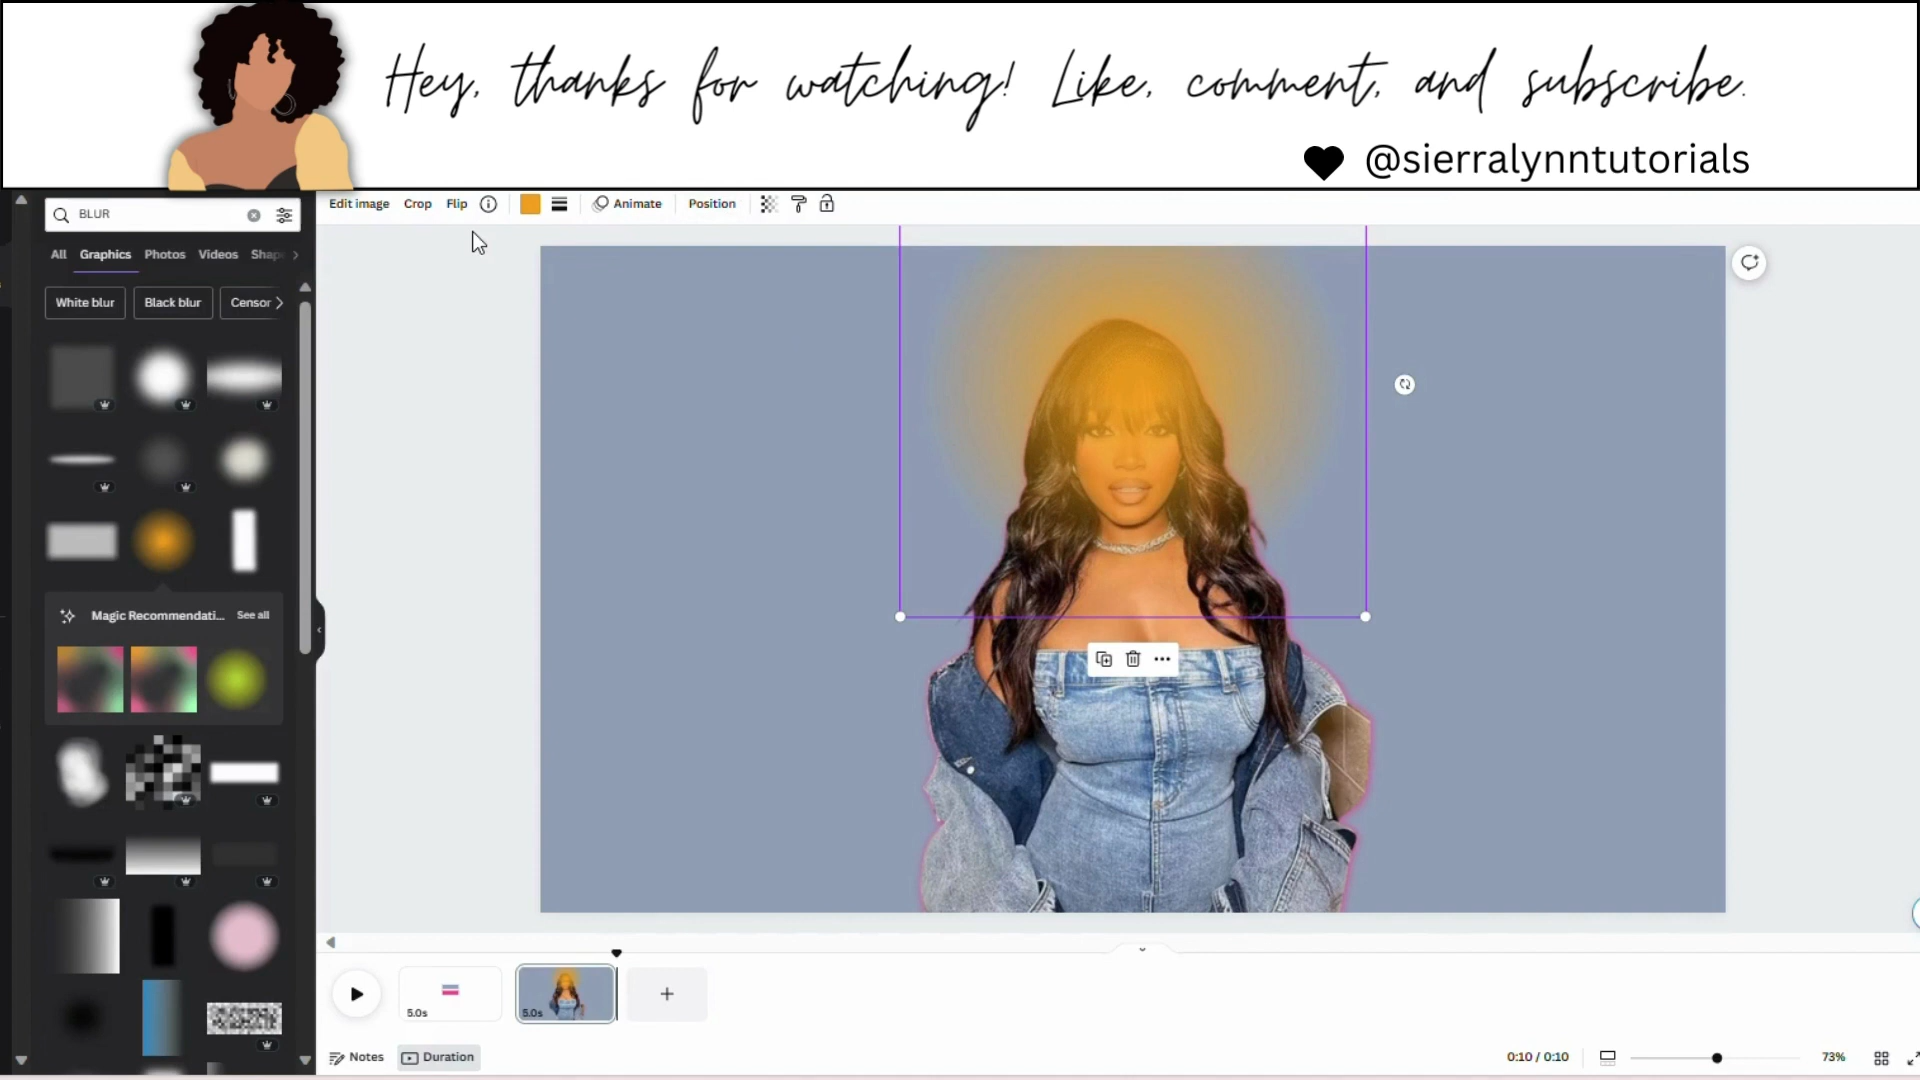 Hey, thanks for watching! Like, comment, and subscribe.
@sierralynntutorials
BLUR
Edit image Crop Flip Animate Position
All Graphics Photos Videos Shap
White blur Black blur Censor
Magic Recommendati... See all
5.0s 5.0s
Notes Duration
0:10 / 0:10 73%